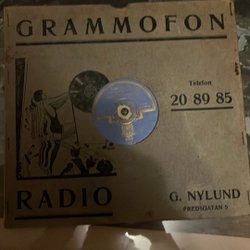 GRAMMOFON
Telefon
20 89 85
RADIO
G. NYLUND
FREDSGATAN 5